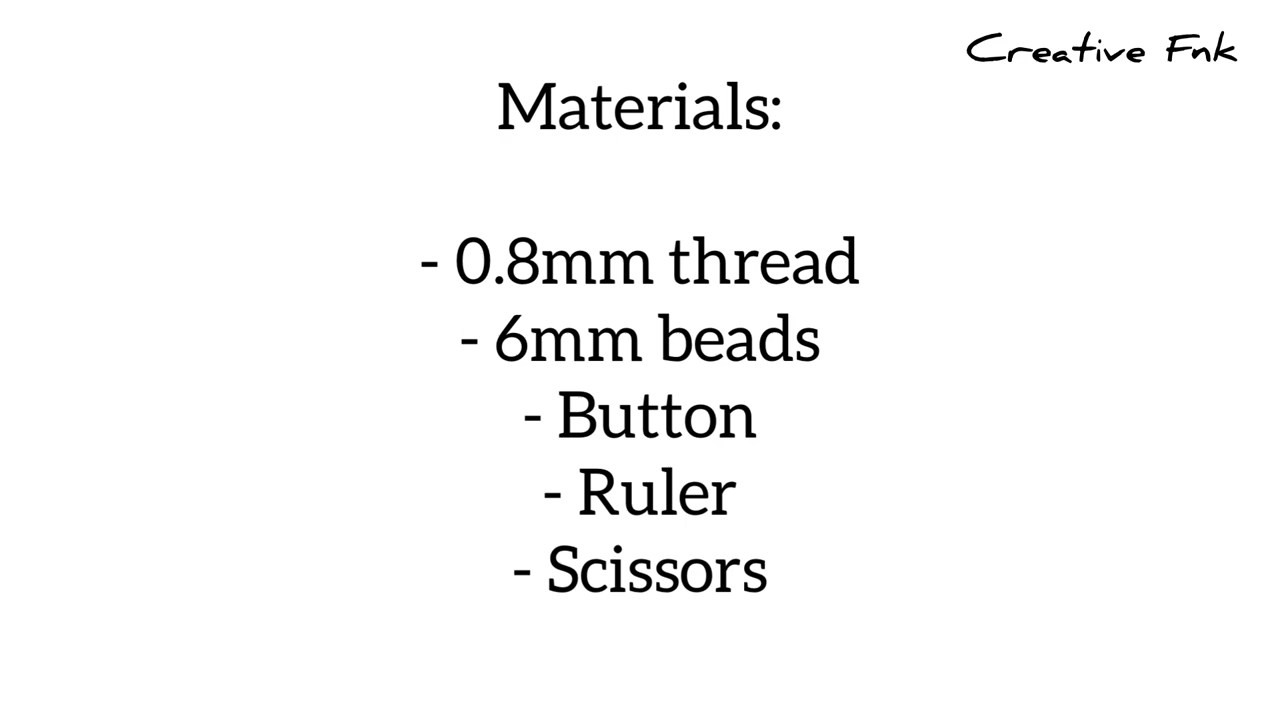 Creative Fnk
Materials:
- 0.8mm thread
- 6mm beads
- Button
- Ruler
- Scissors